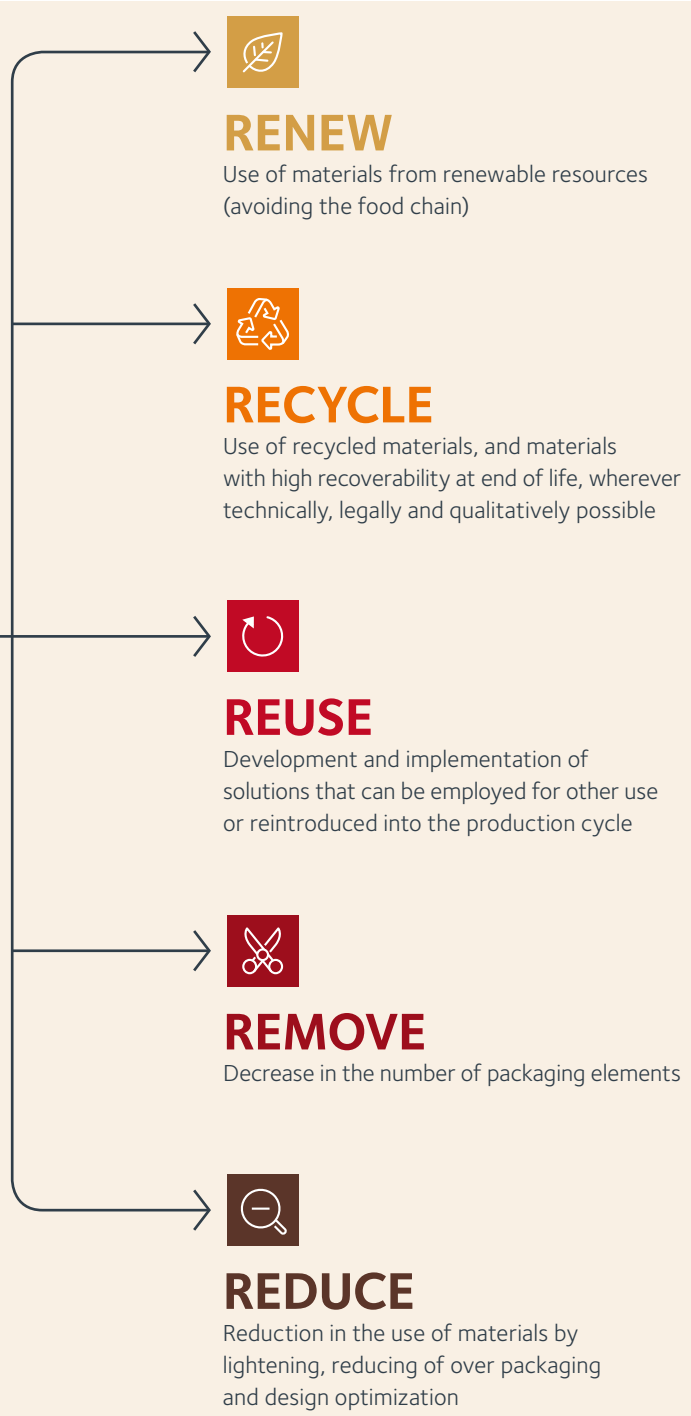 RENEW
Use of materials from renewable resources
(avoiding the food chain)
RECYCLE
Use of recycled materials, and materials
with high recoverability at end of life, wherever
technically, legally and qualitatively possible
REUSE
Development and implementation of
solutions that can be employed for other use
or reintroduced into the production cycle
REMOVE
Decrease in the number of packaging elements
REDUCE
Reduction in the use of materials by
lightening, reducing of over packaging
and design optimization